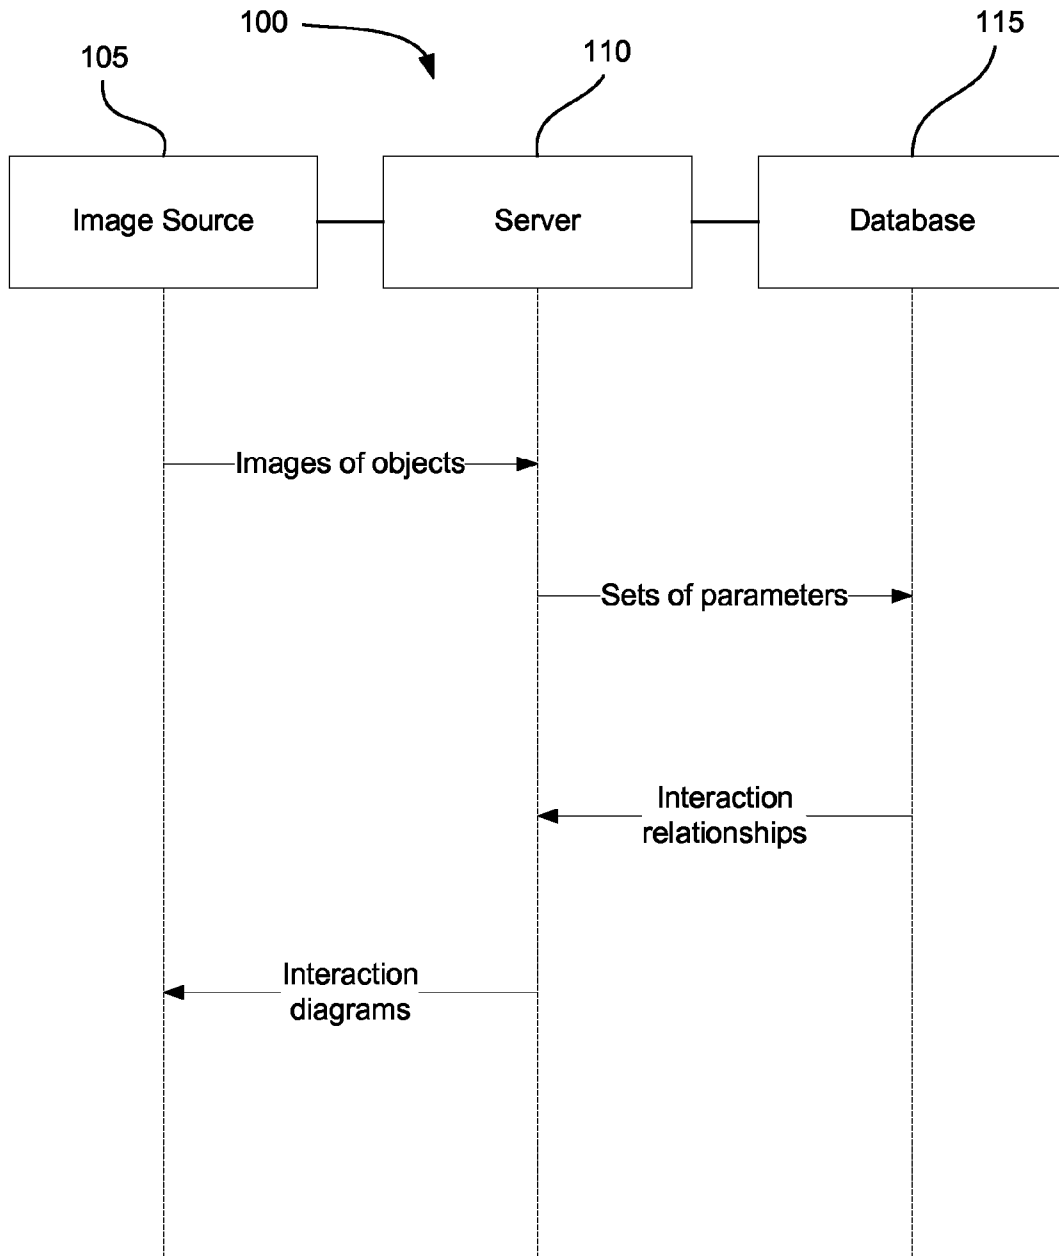 100
105
110
115
Image Source
Server
Database
Images of objects
Sets of parameters
Interaction
relationships
Interaction
diagrams